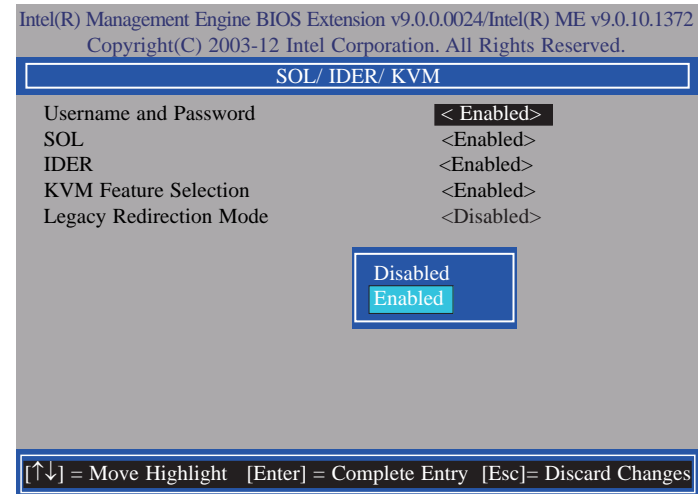 Intel(R) Management Engine BIOS Extension v9.0.0.0024/Intel(R) ME v9.0.10.1372
Copyright(C) 2003-12 Intel Corporation. All Rights Reserved.
SOL/ IDER/ KVM
Username and Password < Enabled>
SOL <Enabled>
IDER <Enabled>
KVM Feature Selection <Enabled>
Legacy Redirection Mode <Disabled>
Disabled
Enabled
[↑↓] = Move Highlight [Enter] = Complete Entry [Esc]= Discard Changes